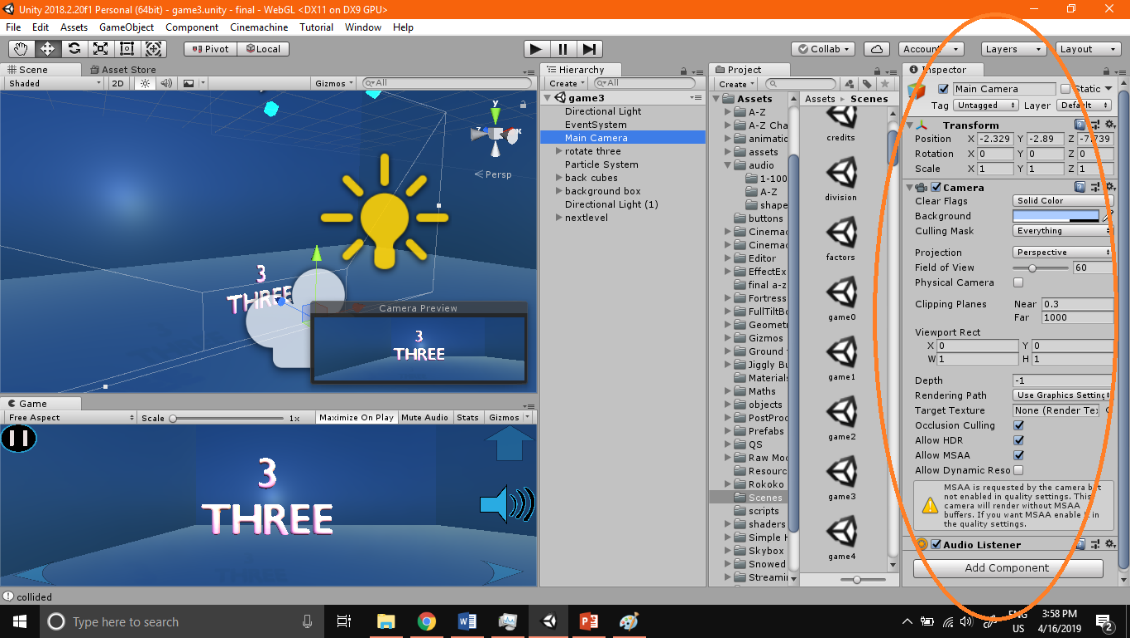 Unity 2018.2.20f1 Personal (64bit) - game3.unity - final - WebGL <DX11 on DX9 GPU>
File Edit Assets GameObject Component Cinemachine Tutorial Window Help
Pivot Local Collab Account Layers Layout
Scene Asset Store
Shaded 2D Gizmos All
y
x
z
Persp
3
THREE
Camera Preview
3
THREE
Game
Free Aspect Scale 1x Maximize On Play Mute Audio Stats Gizmos
3
THREE
Hierarchy
Create All
game3
Directional Light
EventSystem
Main Camera
rotate three
Particle System
back cubes
background box
Directional Light (1)
nextlevel
Project
Create
Assets
A-Z
A-Z Cha
animatic
assets
audio
1-100
A-Z
shape
buttons
Cinemac
Cinemac
Editor
EffectEx
final a-z
Fortress
FullTiltBo
Geomet
Gizmos
Ground
Jiggly Bu
Material
Maths
objects
PostProc
Prefabs
QS
Raw Moc
Resourc
Rokoko
Scenes
scripts
shaders
Simple H
Skybox
Snowed
Streamin
Assets Scenes
credits
division
factors
game0
game1
game2
game3
game4
Inspector
Main Camera Static
Tag Untagged Layer Default
Transform
Position X -2.329 Y -2.89 Z -7.739
Rotation X 0 Y 0 Z 0
Scale X 1 Y 1 Z 1
Camera
Clear Flags Solid Color
Background
Culling Mask Everything
Projection Perspective
Field of View 60
Physical Camera
Clipping Planes Near 0.3
Far 1000
Viewport Rect
X 0 Y 0
W 1 H 1
Depth -1
Rendering Path Use Graphics Setting
Target Texture None (Render Te
Occlusion Culling
Allow HDR
Allow MSAA
Allow Dynamic Reso
MSAA is requested by the camera but
not enabled in quality settings. This
camera will render without MSAA
buffers. If you want MSAA enable it in
the quality settings.
Audio Listener
Add Component
collided
Type here to search
ENG
US
3:58 PM
4/16/2019
2